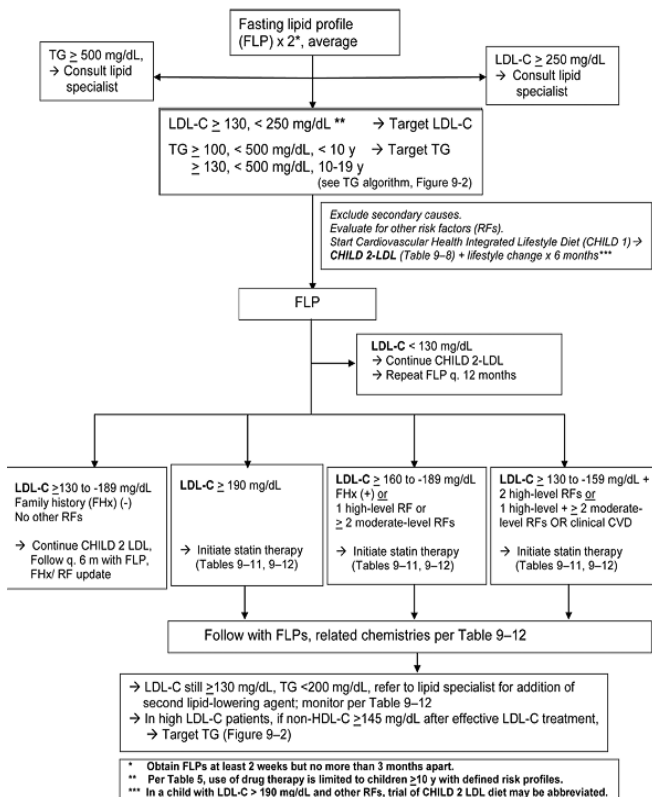 Fasting lipid profile
(FLP) x 2*, average
TG ≥ 500 mg/dL,
→ Consult lipid
specialist
LDL-C ≥ 250 mg/dL
→ Consult lipid
specialist
LDL-C ≥ 130, < 250 mg/dL ** → Target LDL-C
TG ≥ 100, < 500 mg/dL, < 10 y → Target TG
≥ 130, < 500 mg/dL, 10-19 y
(see TG algorithm, Figure 9-2)
Exclude secondary causes.
Evaluate for other risk factors (RFs).
Start Cardiovascular Health Integrated Lifestyle Diet (CHILD 1) →
CHILD 2-LDL (Table 9–8) + lifestyle change x 6 months***
FLP
LDL-C < 130 mg/dL
→ Continue CHILD 2-LDL
→ Repeat FLP q. 12 months
LDL-C ≥130 to -189 mg/dL
Family history (FHx) (-)
No other RFs
→ Continue CHILD 2 LDL,
Follow q. 6 m with FLP,
FHx/ RF update
LDL-C ≥ 190 mg/dL
→ Initiate statin therapy
(Tables 9–11, 9–12)
LDL-C ≥ 160 to -189 mg/dL
FHx (+) or
1 high-level RF or
≥ 2 moderate-level RFs
→ Initiate statin therapy
(Tables 9–11, 9–12)
LDL-C ≥ 130 to -159 mg/dL +
2 high-level RFs or
1 high-level + ≥ 2 moderate-
level RFs OR clinical CVD
→ Initiate statin therapy
(Tables 9–11, 9–12)
Follow with FLPs, related chemistries per Table 9–12
→ LDL-C still ≥130 mg/dL, TG <200 mg/dL, refer to lipid specialist for addition of
second lipid-lowering agent; monitor per Table 9–12
→ In high LDL-C patients, if non-HDL-C ≥145 mg/dL after effective LDL-C treatment,
→ Target TG (Figure 9–2)
* Obtain FLPs at least 2 weeks but no more than 3 months apart.
** Per Table 5, use of drug therapy is limited to children ≥10 y with defined risk profiles.
*** In a child with LDL-C > 190 mg/dL and other RFs, trial of CHILD 2 LDL diet may be abbreviated.